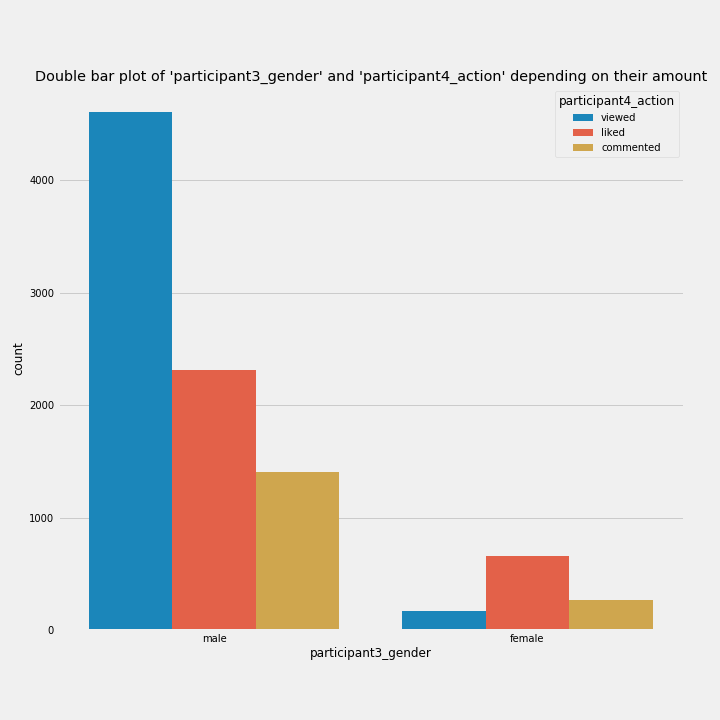 Double bar plot of 'participant3_gender' and 'participant4_action' depending on their amount
participant4_action
viewed
liked
commented
4000
3000
2000
1000
0
count
male
female
participant3_gender